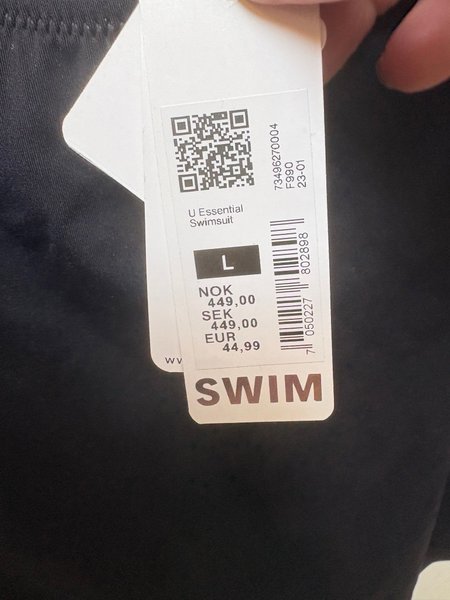 U Essential
Swimsuit
L
NOK
449,00
SEK
449,00
EUR
44,99
73496270004
F990
23-01
7 050227 802898
SWIM